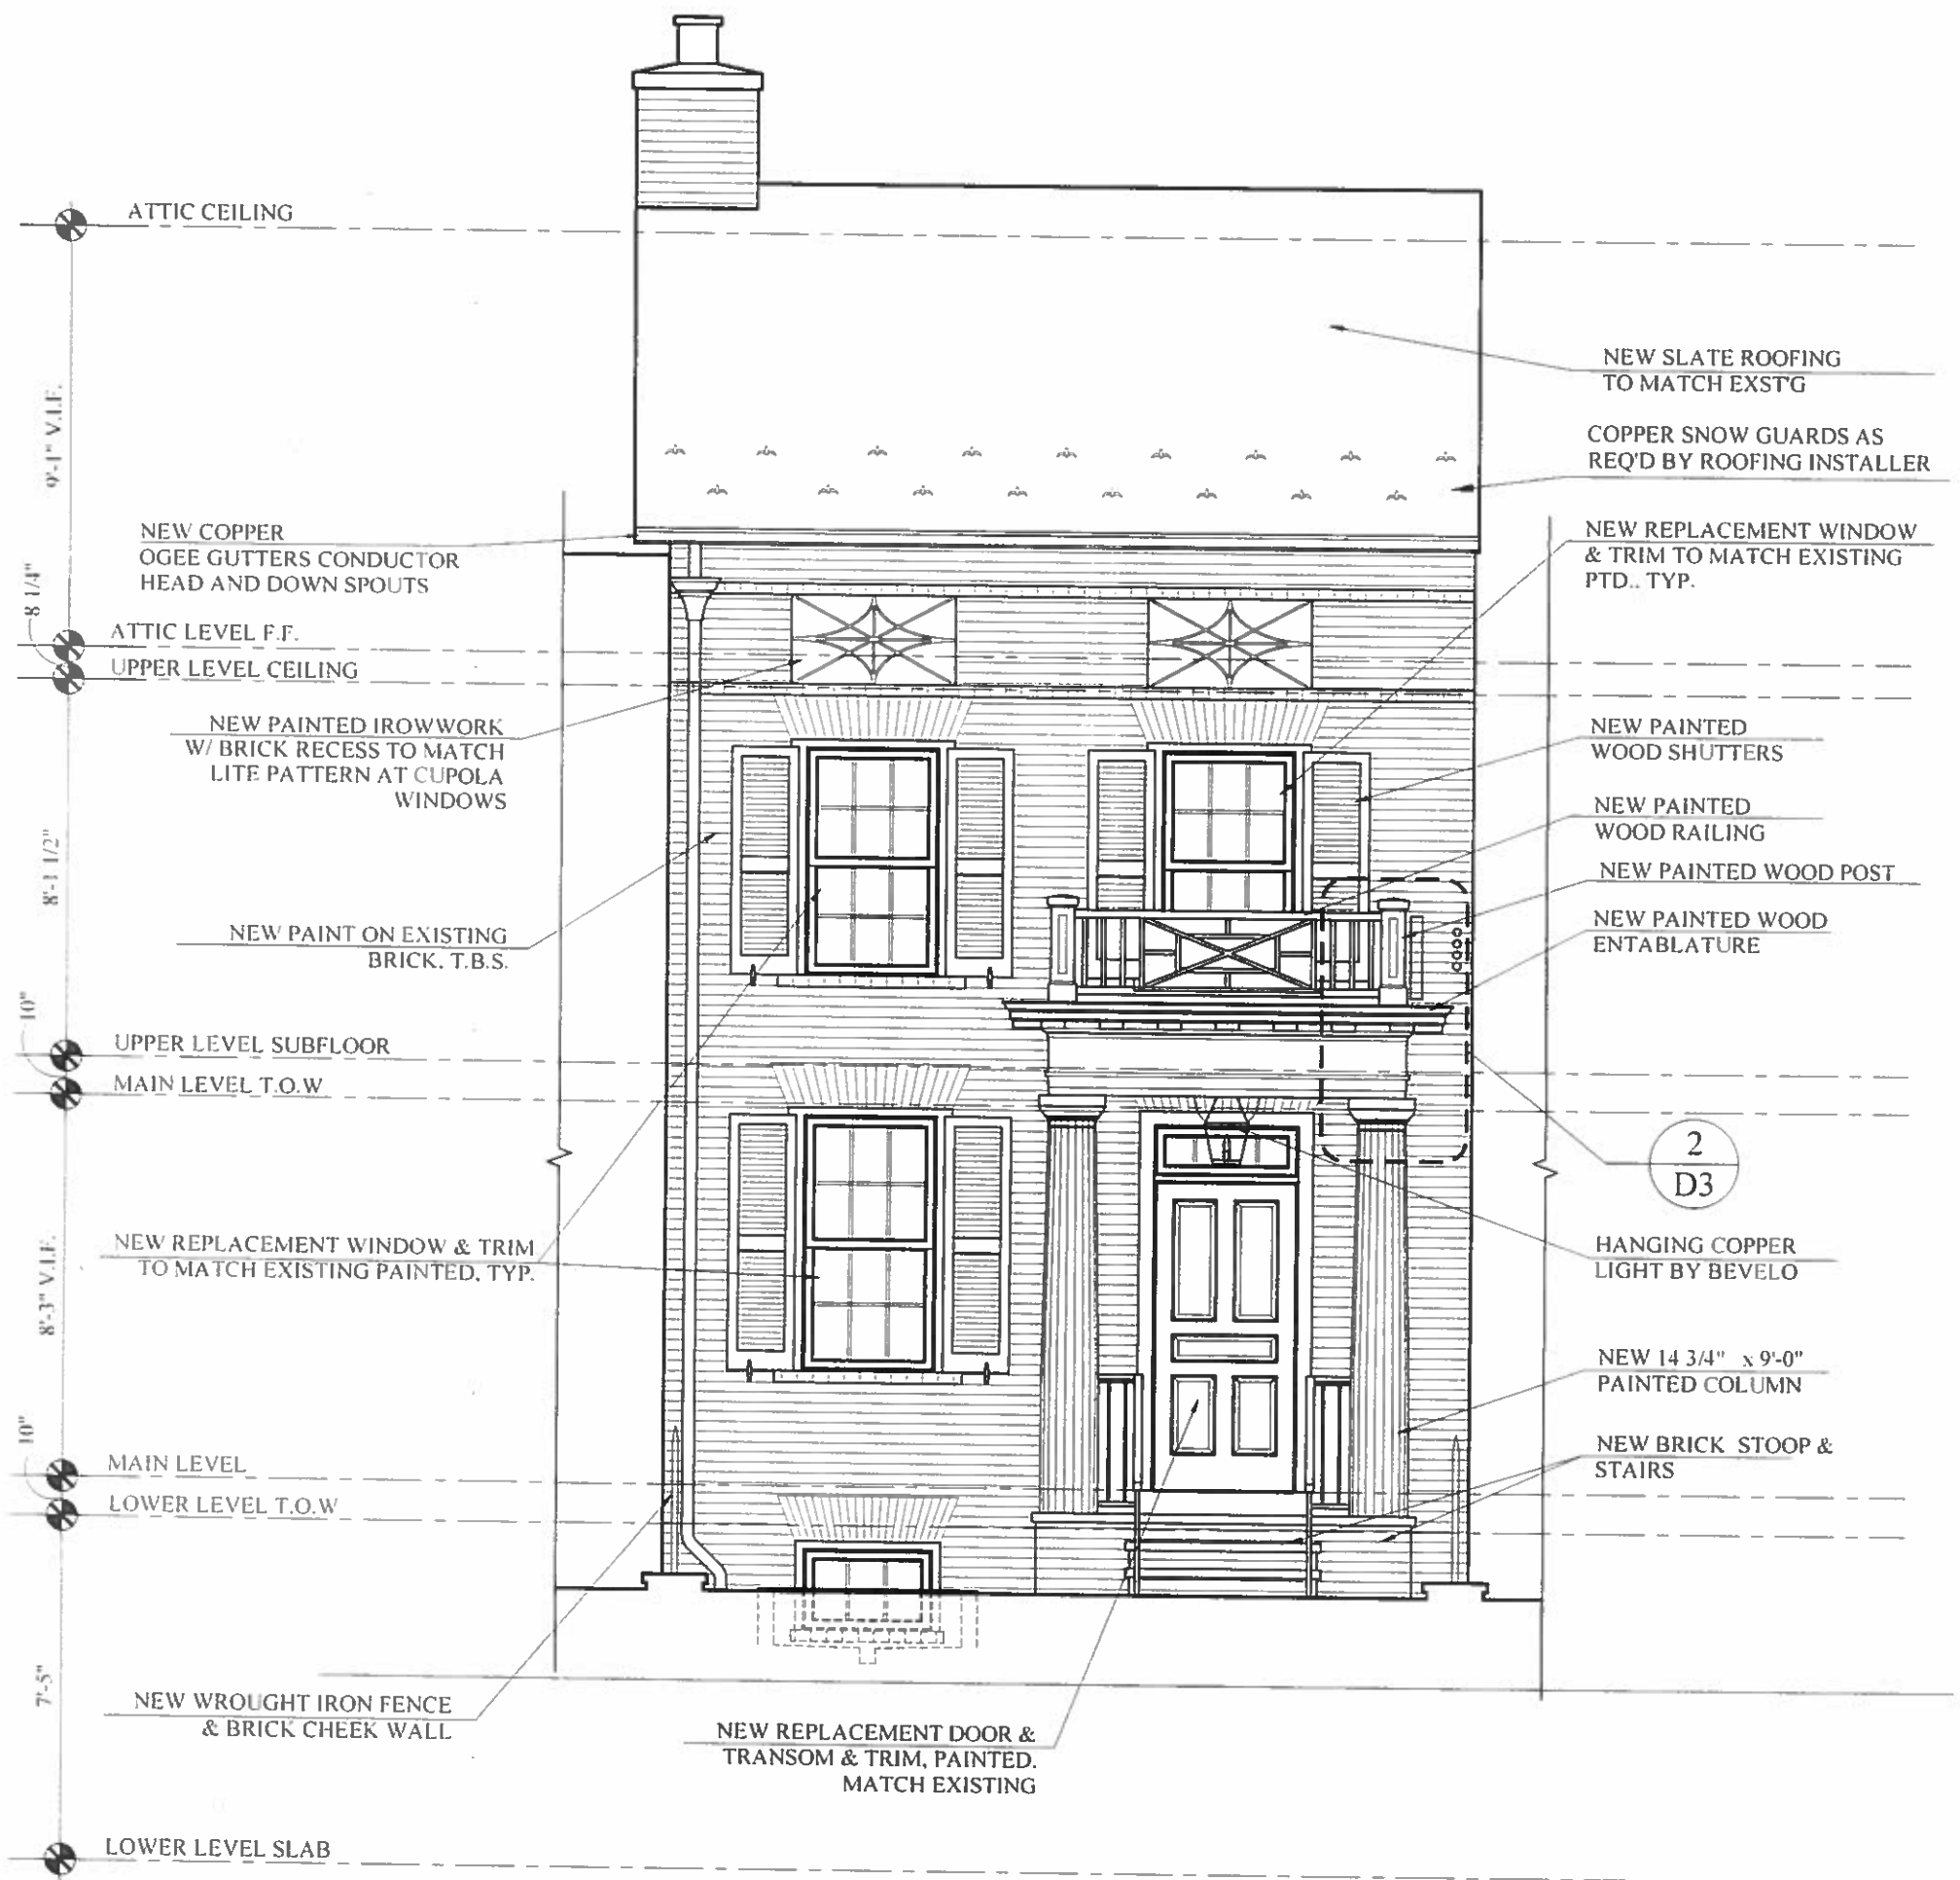 ATTIC CEILING
9'-1" V.I.F.
NEW SLATE ROOFING
TO MATCH EXST'G
COPPER SNOW GUARDS AS
REQ'D BY ROOFING INSTALLER
NEW COPPER
OGEE GUTTERS CONDUCTOR
HEAD AND DOWN SPOUTS
NEW REPLACEMENT WINDOW
& TRIM TO MATCH EXISTING
PTD.. TYP.
8 1/4"
ATTIC LEVEL F.F.
UPPER LEVEL CEILING
NEW PAINTED IROWWORK
W/ BRICK RECESS TO MATCH
LITE PATTERN AT CUPOLA
WINDOWS
NEW PAINTED
WOOD SHUTTERS
NEW PAINTED
WOOD RAILING
8'-1 1/2"
NEW PAINTED WOOD POST
NEW PAINT ON EXISTING
BRICK. T.B.S.
NEW PAINTED WOOD
ENTABLATURE
10"
UPPER LEVEL SUBFLOOR
MAIN LEVEL T.O.W
2
D3
8'-3" V.I.F.
NEW REPLACEMENT WINDOW & TRIM
TO MATCH EXISTING PAINTED. TYP.
HANGING COPPER
LIGHT BY BEVELO
NEW 14 3/4" x 9'-0"
PAINTED COLUMN
10"
MAIN LEVEL
LOWER LEVEL T.O.W
NEW BRICK STOOP &
STAIRS
7'-5"
NEW WROUGHT IRON FENCE
& BRICK CHEEK WALL
NEW REPLACEMENT DOOR &
TRANSOM & TRIM, PAINTED.
MATCH EXISTING
LOWER LEVEL SLAB